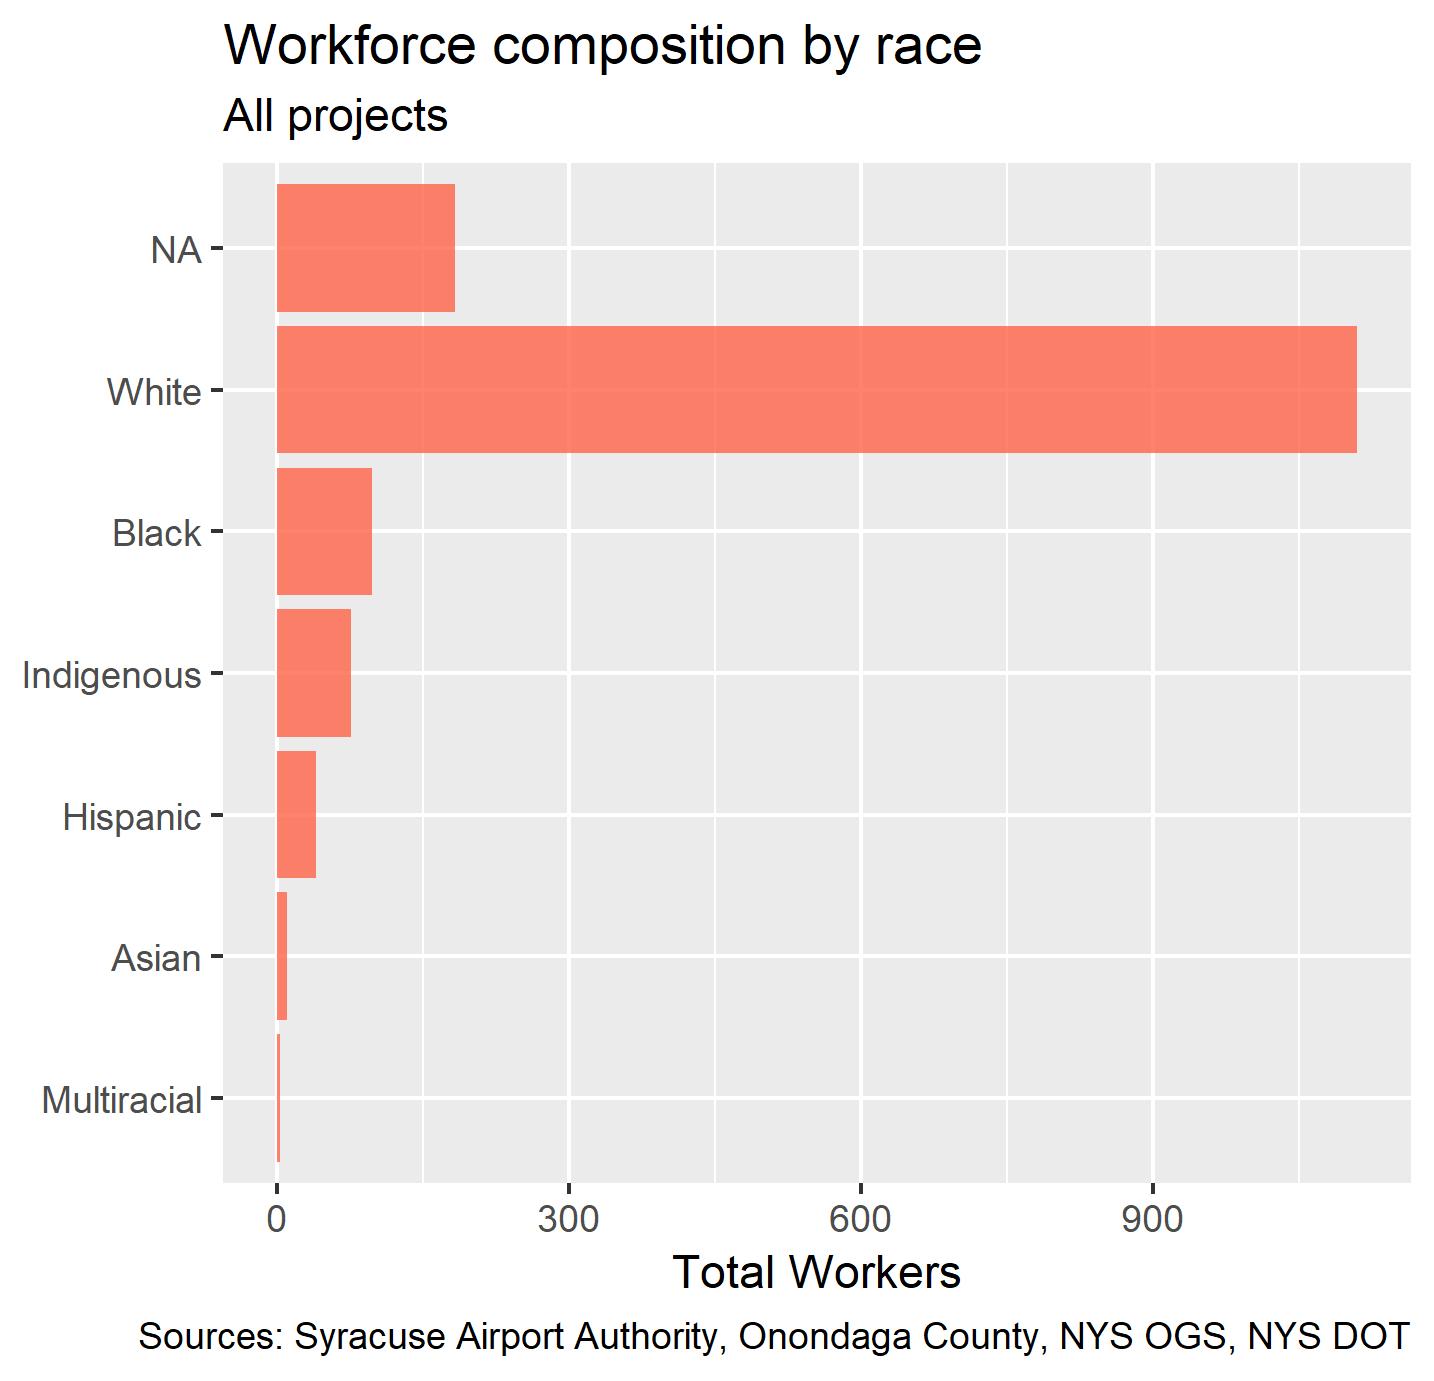 Workforce composition by race
All projects
NA
White
Black
Indigenous
Hispanic
Asian
Multiracial
0 300 600 900
Total Workers
Sources: Syracuse Airport Authority, Onondaga County, NYS OGS, NYS DOT